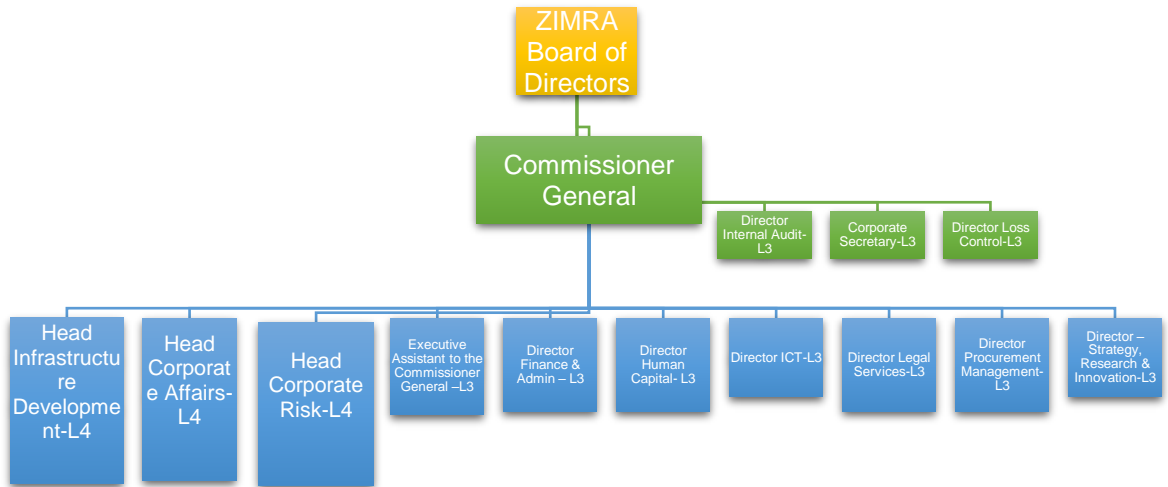 ZIMRA
Board of
Directors
Commissioner
General
Director
Internal Audit-
L3
Corporate
Secretary-L3
Director Loss
Control-L3
Head
Infrastructu
re
Developme
nt-L4
Head
Corporat
e Affairs-
L4
Head
Corporate
Risk-L4
Executive
Assistant to the
Commissioner
General –L3
Director
Finance &
Admin – L3
Director
Human
Capital- L3
Director ICT-L3
Director Legal
Services-L3
Director
Procurement
Management-
L3
Director –
Strategy,
Research &
Innovation-L3